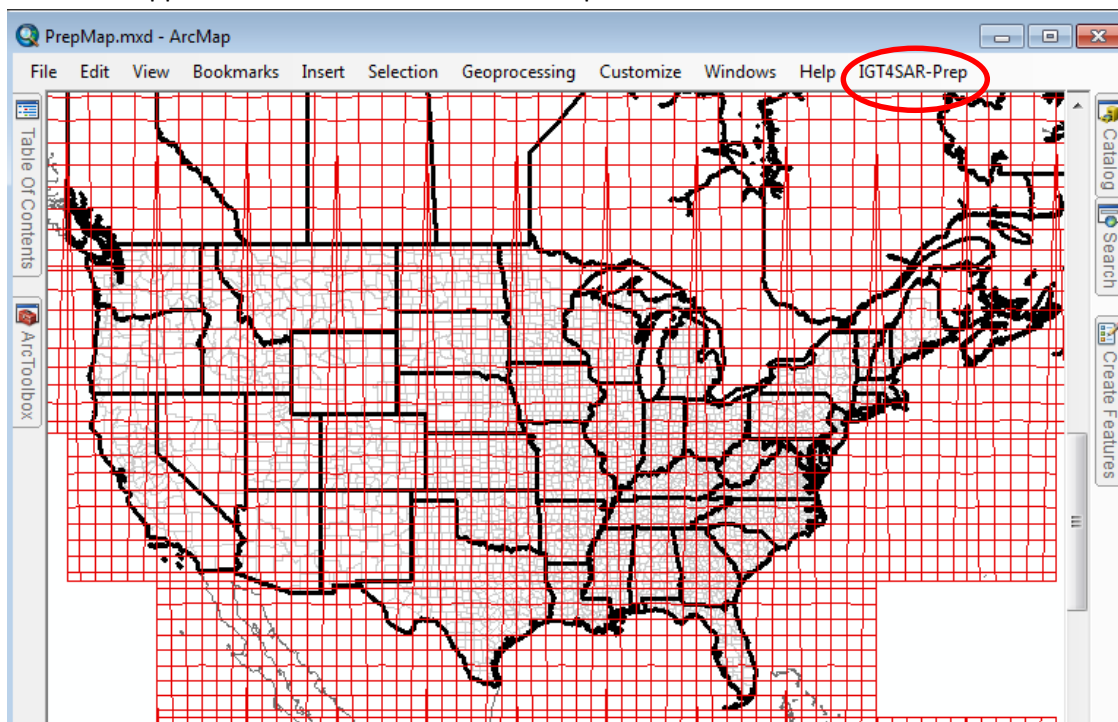 PrepMap.mxd - ArcMap
File Edit View Bookmarks Insert Selection Geoprocessing Customize Windows Help IGT4SAR-Prep
Table Of Contents
ArcToolbox
Catalog
Search
Create Features